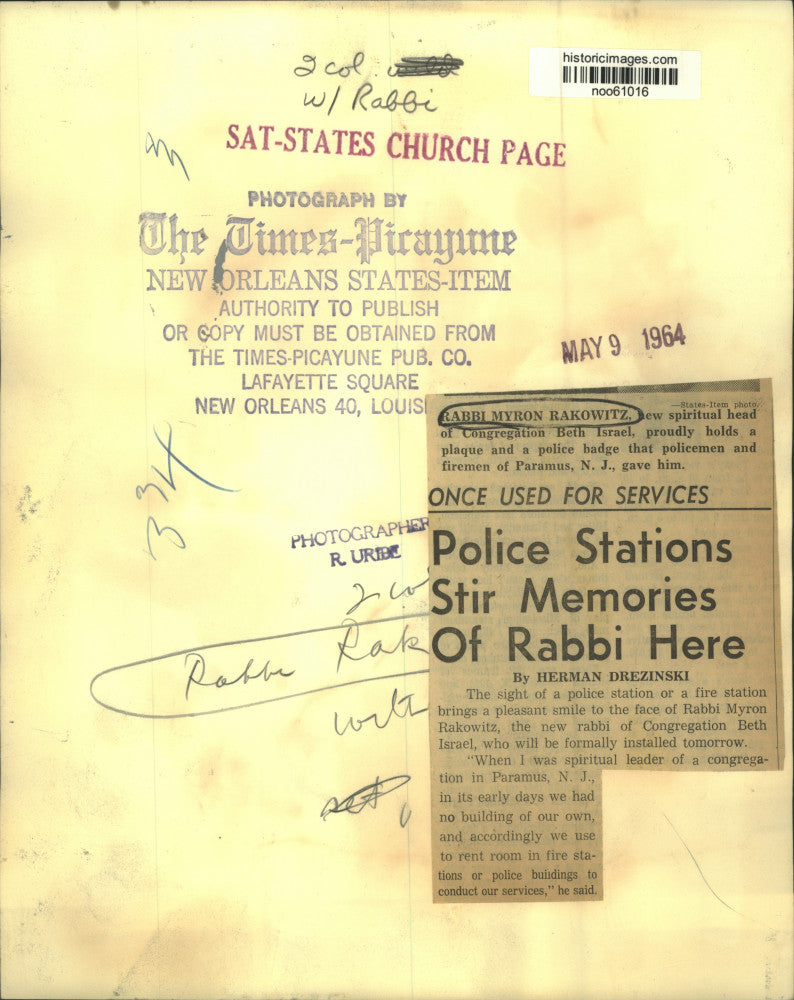 historicimages.com
noo61016
2 col
w/ Rabbi
SAT-STATES CHURCH PAGE
PHOTOGRAPH BY
The Times-Picayune
NEW ORLEANS STATES-ITEM
AUTHORITY TO PUBLISH
OR COPY MUST BE OBTAINED FROM
THE TIMES-PICAYUNE PUB. CO.
LAFAYETTE SQUARE
NEW ORLEANS 40, LOUIS
MAY 9 1964
334
PHOTOGRAPHER
R. URIBE
2 co
Rabbi Rak
with
—States-Item photo.
RABBI MYRON RAKOWITZ, new spiritual head
of Congregation Beth Israel, proudly holds a
plaque and a police badge that policemen and
firemen of Paramus, N. J., gave him.
ONCE USED FOR SERVICES
Police Stations
Stir Memories
Of Rabbi Here
By HERMAN DREZINSKI
The sight of a police station or a fire station
brings a pleasant smile to the face of Rabbi Myron
Rakowitz, the new rabbi of Congregation Beth
Israel, who will be formally installed tomorrow.
"When I was spiritual leader of a congrega-
tion in Paramus, N. J.,
in its early days we had
no building of our own,
and accordingly we use
to rent room in fire sta-
tions or police buildings to
conduct our services," he said.